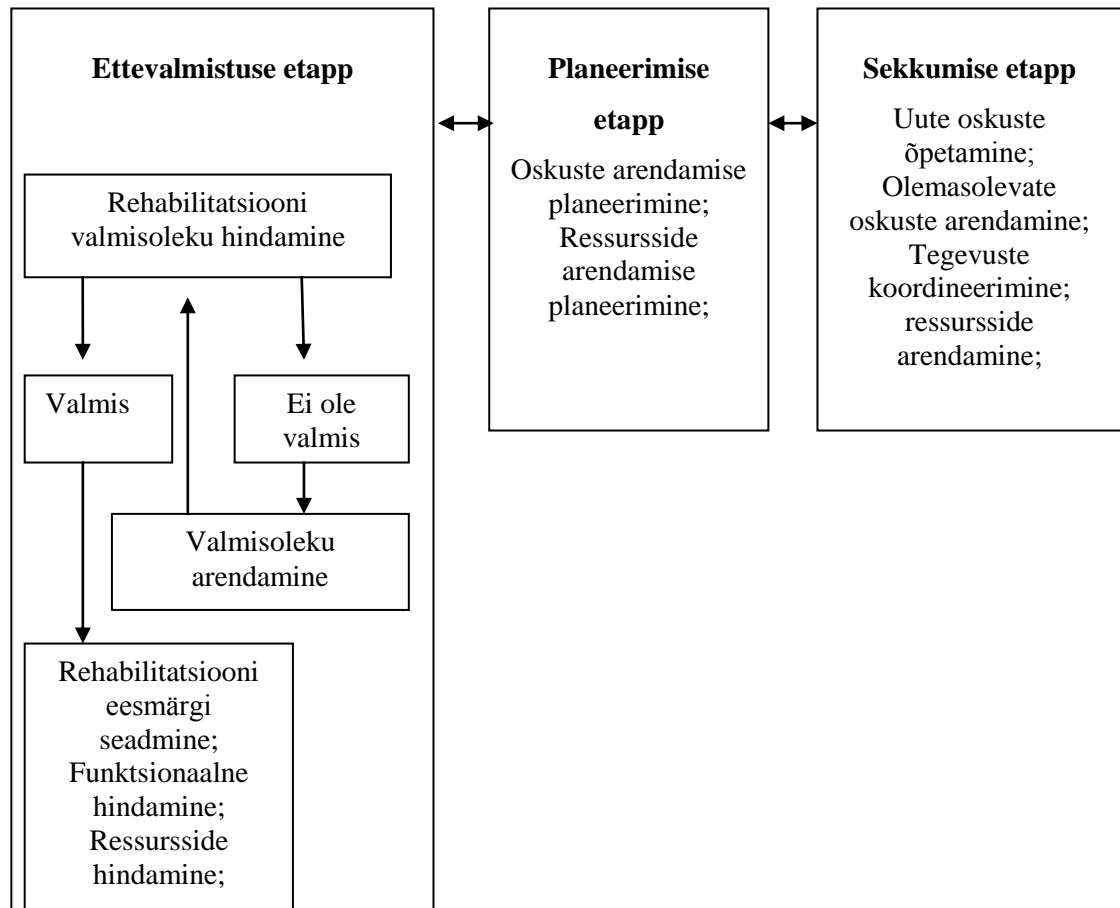 Ettevalmistuse etapp
Rehabilitatsiooni
valmisoleku hindamine
Valmis
Ei ole
valmis
Valmisoleku
arendamine
Rehabilitatsiooni
eesmärgi
seadmine;
Funktsionaalne
hindamine;
Ressursside
hindamine;
Planeerimise
etapp
Oskuste arendamise
planeerimine;
Ressursside
arendamise
planeerimine;
Sekkumise etapp
Uute oskuste
õpetamine;
Olemasolevate
oskuste arendamine;
Tegevuste
koordineerimine;
ressursside
arendamine;